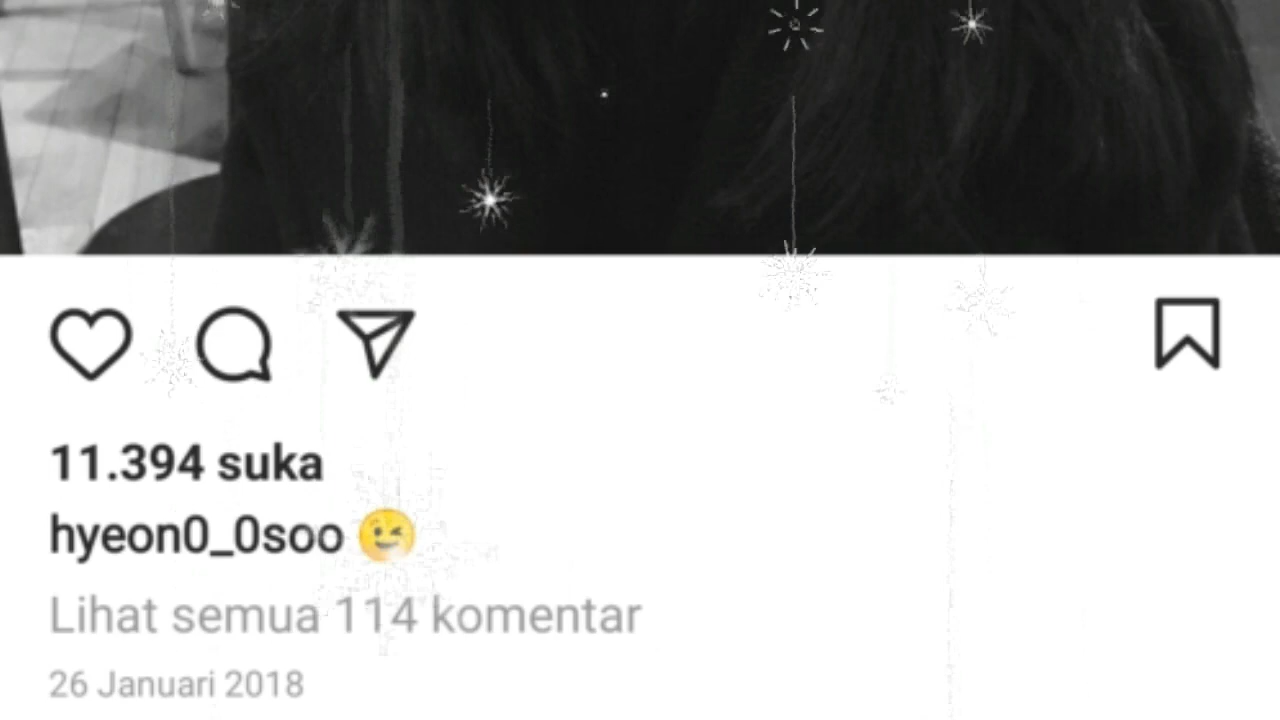 11.394 suka
hyeon0_0soo 😉
Lihat semua 114 komentar
26 Januari 2018